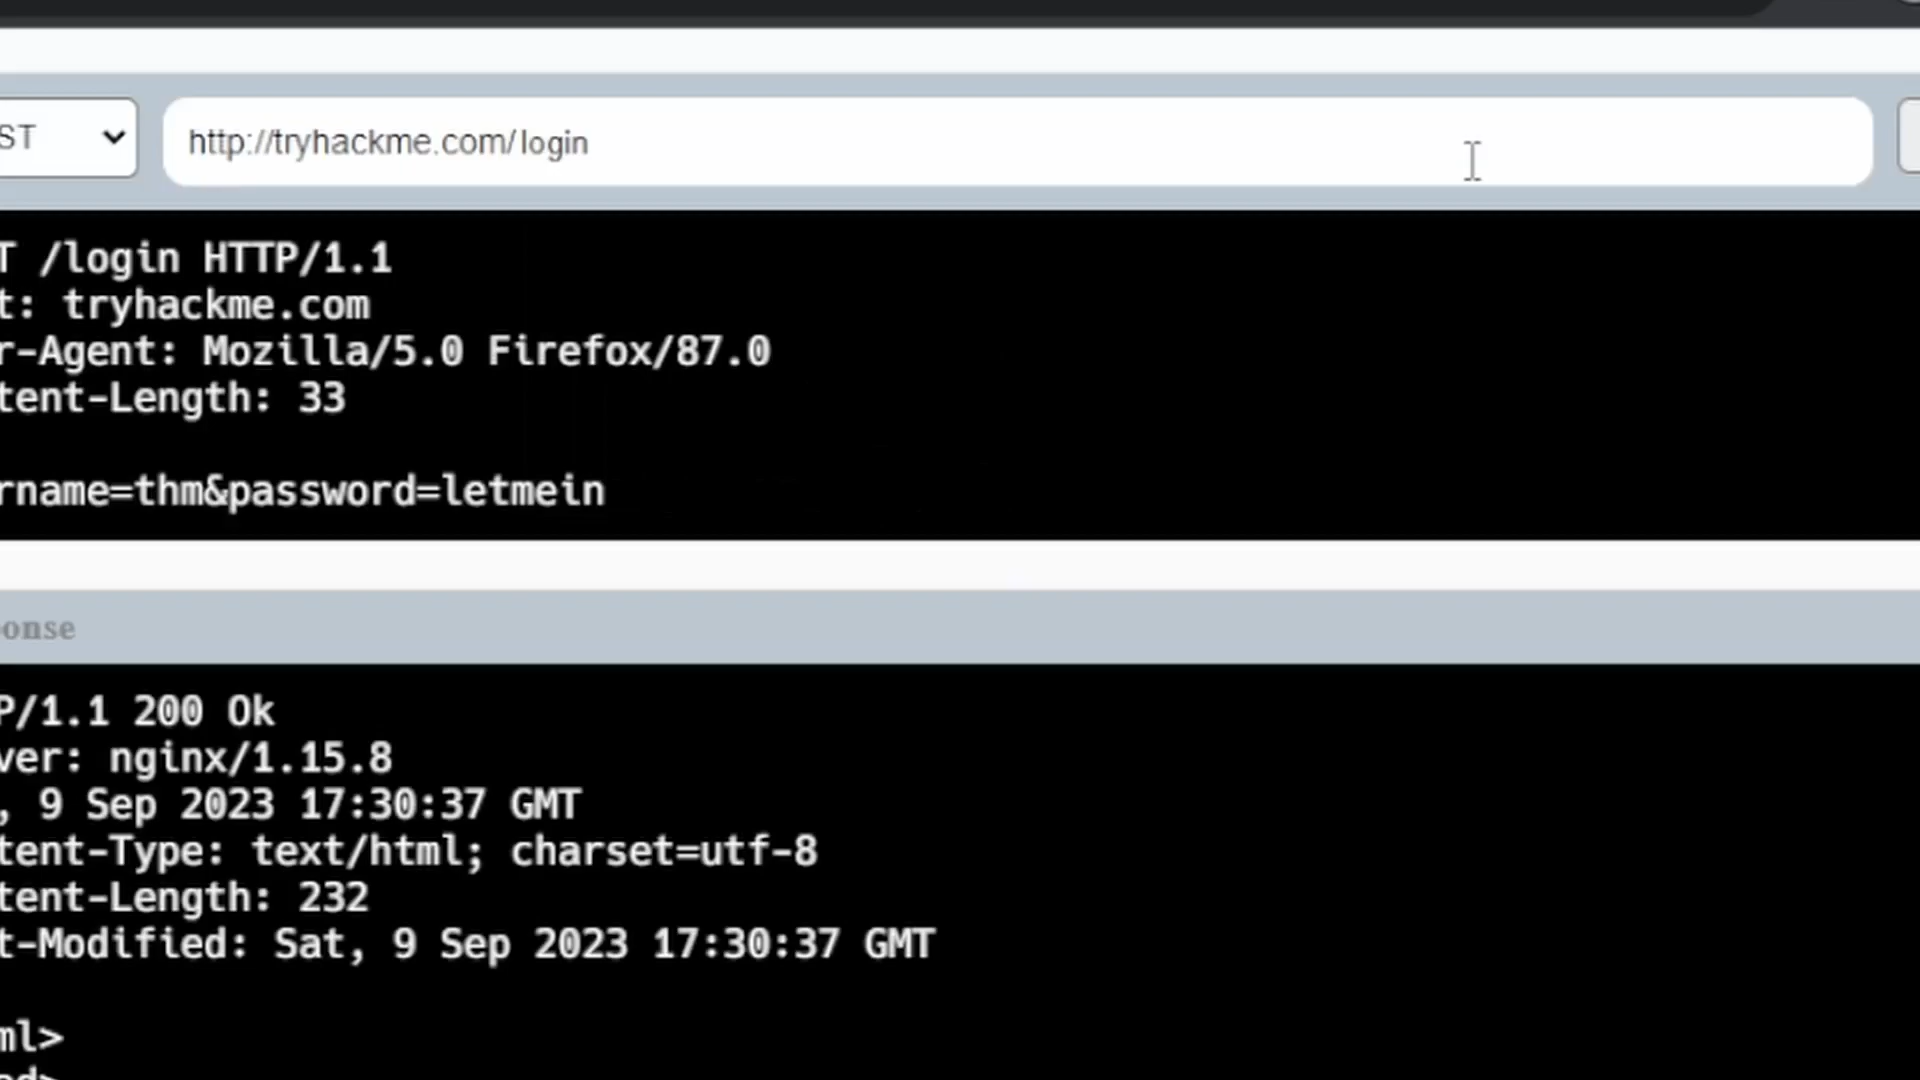 ST
http://tryhackme.com/login
T /login HTTP/1.1
t: tryhackme.com
r-Agent: Mozilla/5.0 Firefox/87.0
tent-Length: 33
rname=thm&password=letmein
onse
P/1.1 200 Ok
ver: nginx/1.15.8
, 9 Sep 2023 17:30:37 GMT
tent-Type: text/html; charset=utf-8
tent-Length: 232
t-Modified: Sat, 9 Sep 2023 17:30:37 GMT
ml>